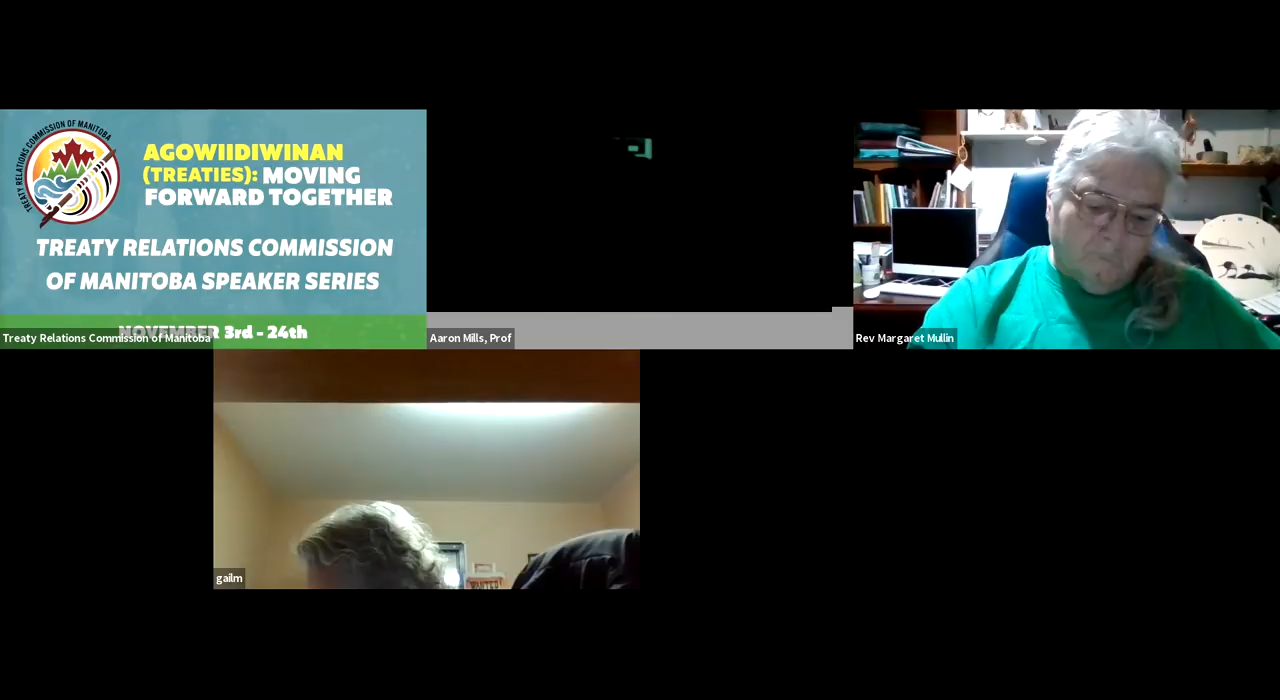 TREATY RELATIONS COMMISSION OF MANITOBA
AGOWIIDIWINAN
(TREATIES): MOVING
FORWARD TOGETHER
TREATY RELATIONS COMMISSION
OF MANITOBA SPEAKER SERIES
NOVEMBER 3rd - 24th
Treaty Relations Commission of Manitoba
Aaron Mills, Prof
Rev Margaret Mullin
gailm
WANTED!